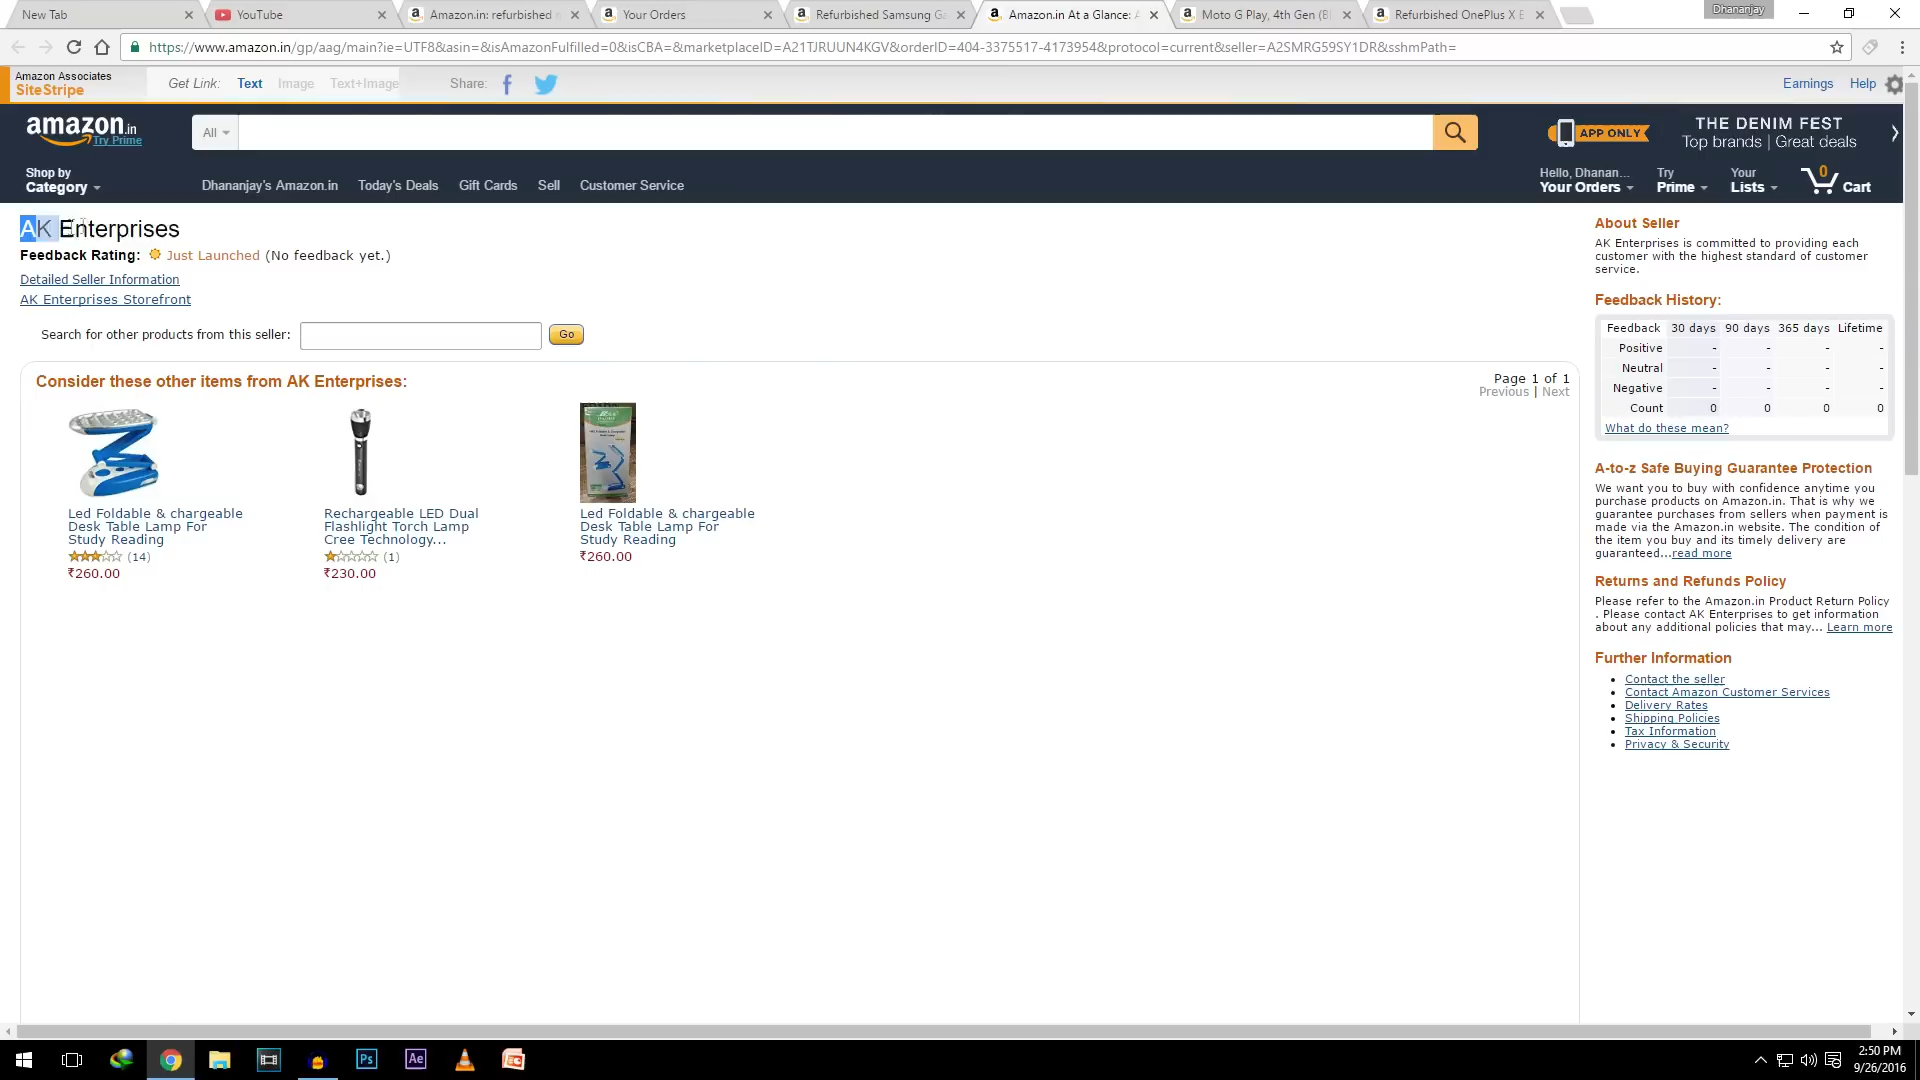 New Tab
YouTube
Amazon.in: refurbished
Your Orders
Refurbished Samsung Ga
Amazon.in At a Glance: A
Moto G Play, 4th Gen (Bl
Refurbished OnePlus X E
Dhananjay
https://www.amazon.in/gp/aag/main?ie=UTF8&asin=&isAmazonFulfilled=0&isCBA=&marketplaceID=A21TJRUUN4KGV&orderID=404-3375517-4173954&protocol=current&seller=A2SMRG59SY1DR&sshmPath=
Amazon Associates
SiteStripe
Get Link: Text Image Text+Image
Share:
Earnings Help
amazon.in
Try Prime
All
APP ONLY
THE DENIM FEST
Top brands | Great deals
Shop by
Category
Dhananjay's Amazon.in Today's Deals Gift Cards Sell Customer Service
Hello, Dhanan...
Your Orders
Try
Prime
Your
Lists
0
Cart
AK Enterprises
Feedback Rating: Just Launched (No feedback yet.)
Detailed Seller Information
AK Enterprises Storefront
Search for other products from this seller: Go
Consider these other items from AK Enterprises:
Page 1 of 1
Previous | Next
Led Foldable & chargeable
Desk Table Lamp For
Study Reading
(14)
₹260.00
Rechargeable LED Dual
Flashlight Torch Lamp
Cree Technology...
(1)
₹230.00
Led Foldable & chargeable
Desk Table Lamp For
Study Reading
₹260.00
About Seller
AK Enterprises is committed to providing each
customer with the highest standard of customer
service.
Feedback History:
Feedback 30 days 90 days 365 days Lifetime
Positive - - - -
Neutral - - - -
Negative - - - -
Count 0 0 0 0
What do these mean?
A-to-z Safe Buying Guarantee Protection
We want you to buy with confidence anytime you
purchase products on Amazon.in. That is why we
guarantee purchases from sellers when payment is
made via the Amazon.in website. The condition of
the item you buy and its timely delivery are
guaranteed...read more
Returns and Refunds Policy
Please refer to the Amazon.in Product Return Policy
. Please contact AK Enterprises to get information
about any additional policies that may... Learn more
Further Information
Contact the seller
Contact Amazon Customer Services
Delivery Rates
Shipping Policies
Tax Information
Privacy & Security
Ps
Ae
2:50 PM
9/26/2016